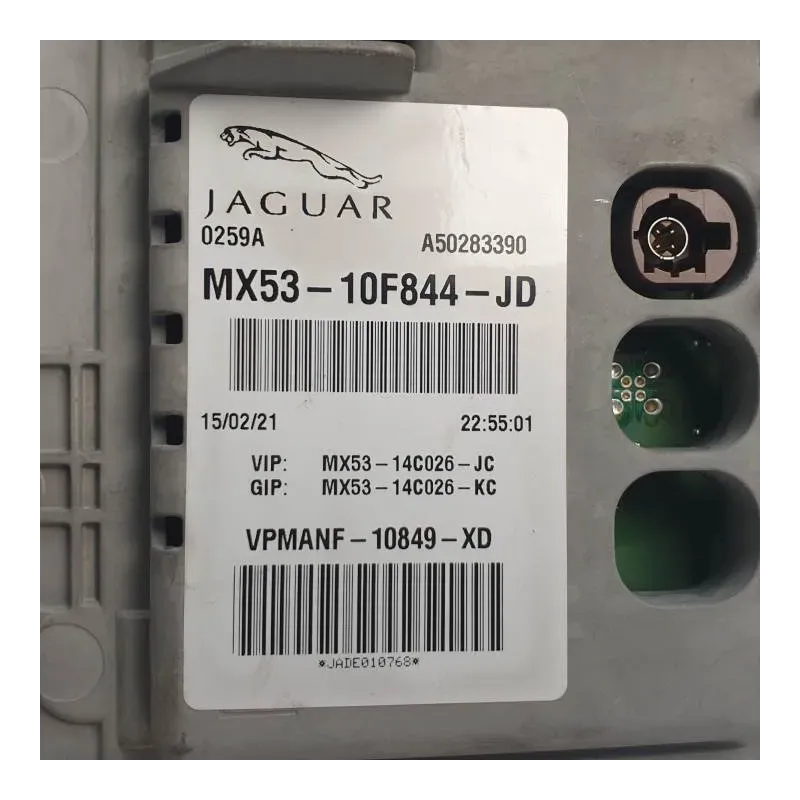 JAGUAR
0259A A50283390
MX53-10F844-JD
15/02/21 22:55:01
VIP: MX53-14C026-JC
GIP: MX53-14C026-KC
VPMANF-10849-XD
*JADE010768*